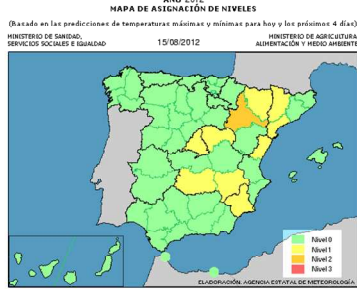 AÑO 2012
MAPA DE ASIGNACIÓN DE NIVELES
(Basado en las predicciones de temperaturas máximas y mínimas para hoy y los próximos 4 días)
MINISTERIO DE SANIDAD,
SERVICIOS SOCIALES E IGUALDAD
15/08/2012
MINISTERIO DE AGRICULTURA
ALIMENTACIÓN Y MEDIO AMBIENTE
Nivel 0
Nivel 1
Nivel 2
Nivel 3
ELABORACIÓN: AGENCIA ESTATAL DE METEOROLOGÍA